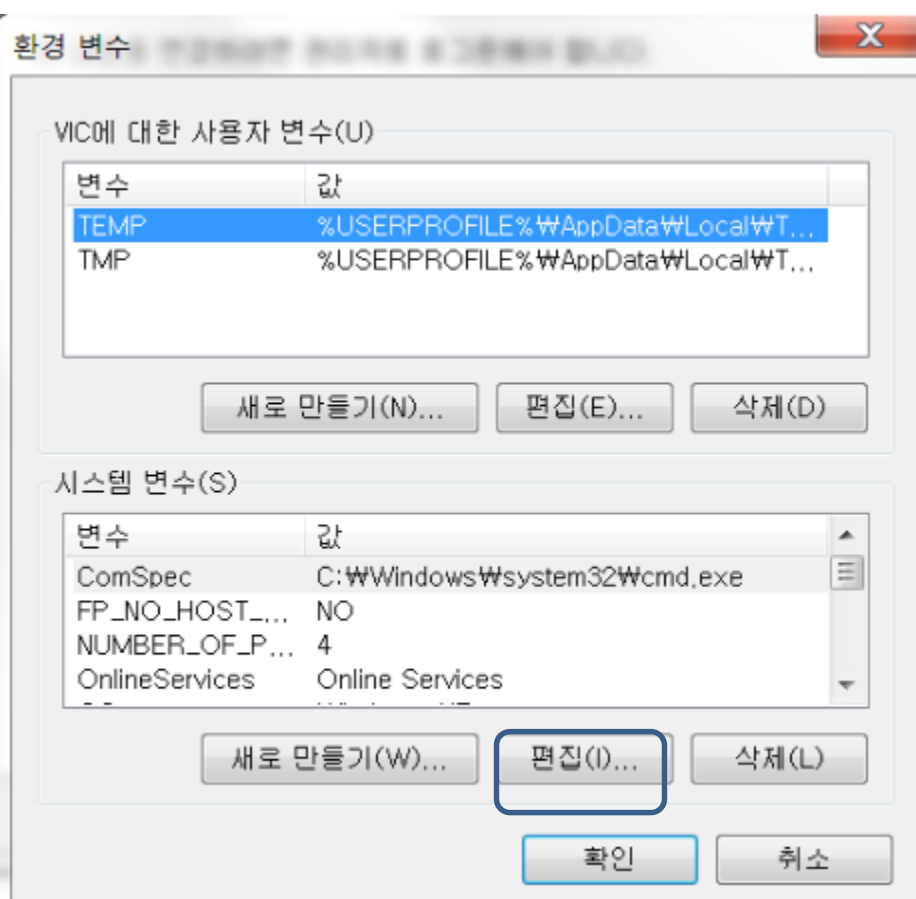 환경 변수
VIC에 대한 사용자 변수(U)
변수 값
TEMP %USERPROFILE%₩AppData₩Local₩T...
TMP %USERPROFILE%₩AppData₩Local₩T...
새로 만들기(N)... 편집(E)... 삭제(D)
시스템 변수(S)
변수 값
ComSpec C:₩Windows₩system32₩cmd.exe
FP_NO_HOST_... NO
NUMBER_OF_P... 4
OnlineServices Online Services
새로 만들기(W)... 편집(I)... 삭제(L)
확인 취소